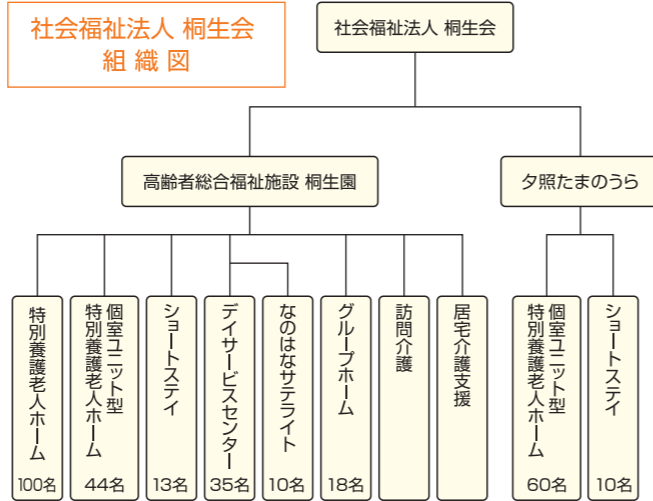 社会福祉法人 桐生会
組織図
社会福祉法人 桐生会
高齢者総合福祉施設 桐生園
夕照たまのうら
特別養護老人ホーム
100名
個室ユニット型
特別養護老人ホーム
44名
ショートステイ
13名
デイサービスセンター
35名
なのはなサテライト
10名
グループホーム
18名
訪問介護
居宅介護支援
個室ユニット型
特別養護老人ホーム
60名
ショートステイ
10名